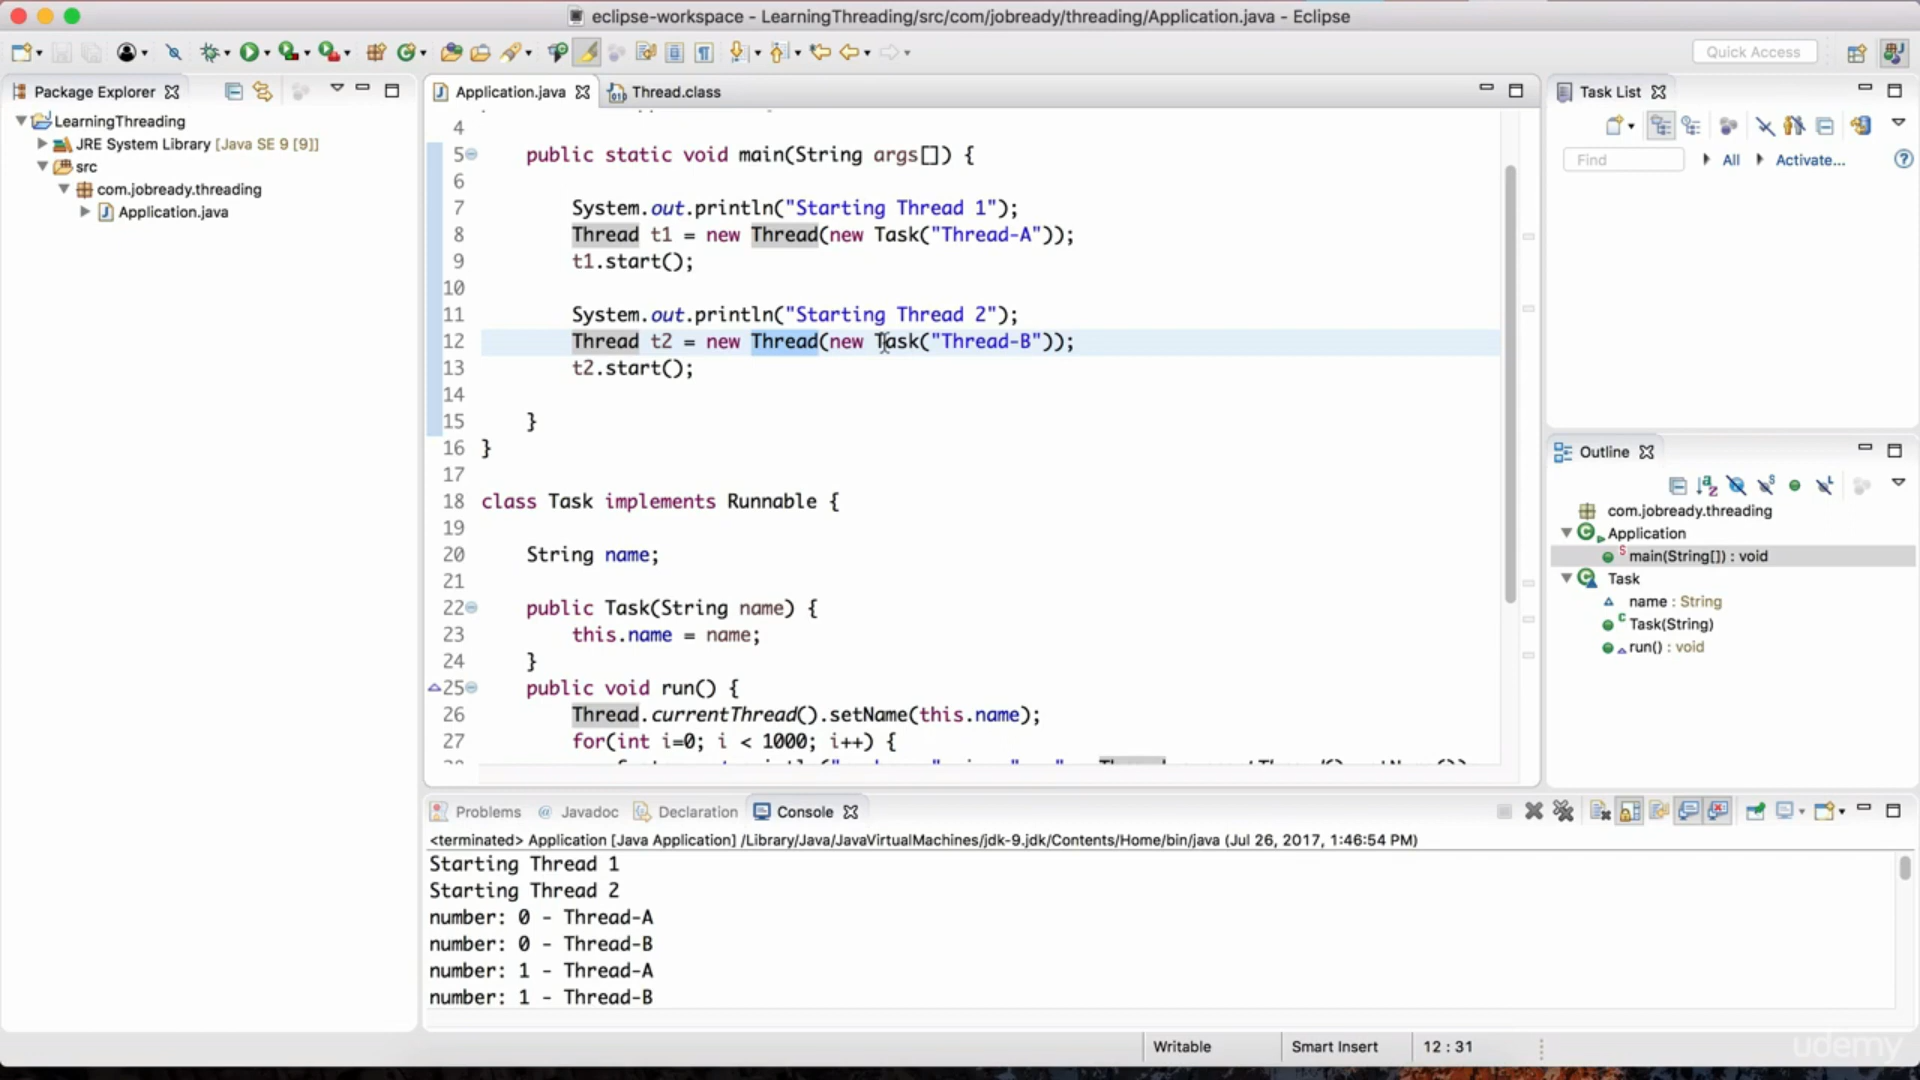 eclipse-workspace - LearningThreading/src/com/jobready/threading/Application.java - Eclipse
Quick Access
Package Explorer
LearningThreading
JRE System Library [Java SE 9 [9]]
src
com.jobready.threading
Application.java
Application.java
Thread.class
4
5 public static void main(String args[]) {
6
7 System.out.println("Starting Thread 1");
8 Thread t1 = new Thread(new Task("Thread-A"));
9 t1.start();
10
11 System.out.println("Starting Thread 2");
12 Thread t2 = new Thread(new Task("Thread-B"));
13 t2.start();
14
15 }
16 }
17
18 class Task implements Runnable {
19
20 String name;
21
22 public Task(String name) {
23 this.name = name;
24 }
25 public void run() {
26 Thread.currentThread().setName(this.name);
27 for(int i=0; i < 1000; i++) {
Task List
Find
All
Activate...
Outline
com.jobready.threading
Application
main(String[]) : void
Task
name : String
Task(String)
run() : void
Problems
Javadoc
Declaration
Console
<terminated> Application [Java Application] /Library/Java/JavaVirtualMachines/jdk-9.jdk/Contents/Home/bin/java (Jul 26, 2017, 1:46:54 PM)
Starting Thread 1
Starting Thread 2
number: 0 - Thread-A
number: 0 - Thread-B
number: 1 - Thread-A
number: 1 - Thread-B
Writable
Smart Insert
12 : 31
udemy